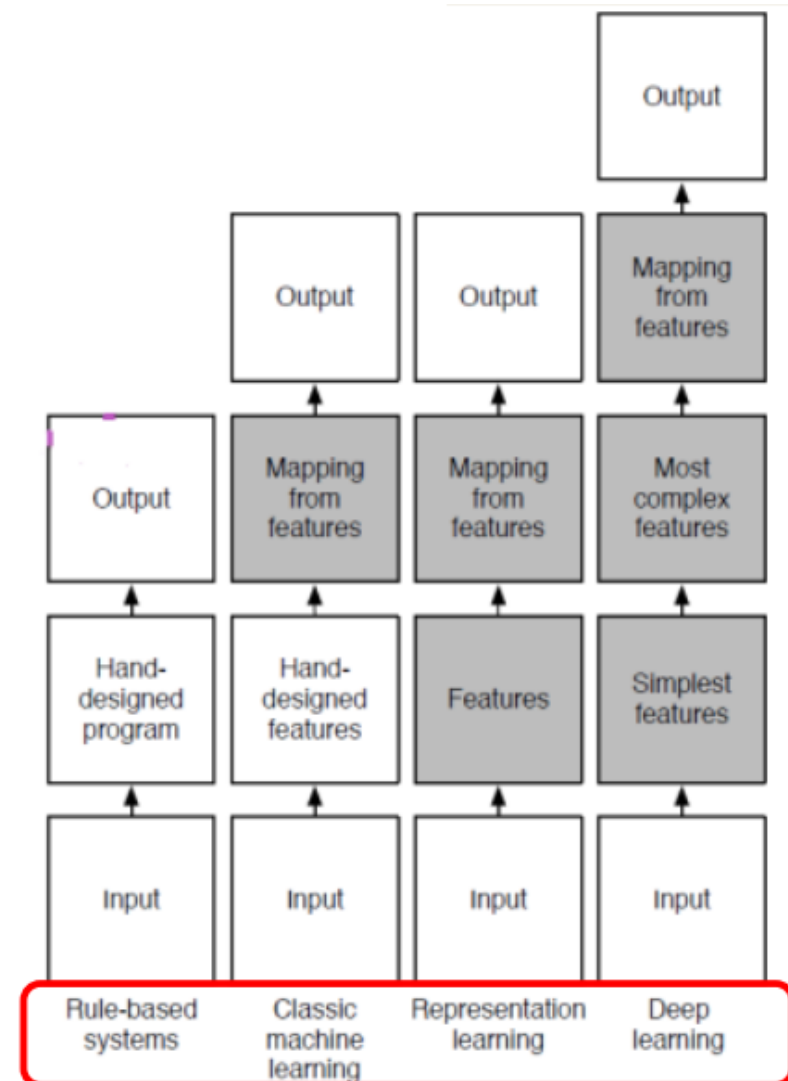 Output
Output
Output
Mapping
from
features
Output
Mapping
from
features
Mapping
from
features
Most
complex
features
Hand-
designed
program
Hand-
designed
features
Features
Simplest
features
Input
Input
Input
Input
Rule-based
systems
Classic
machine
learning
Representation
learning
Deep
learning